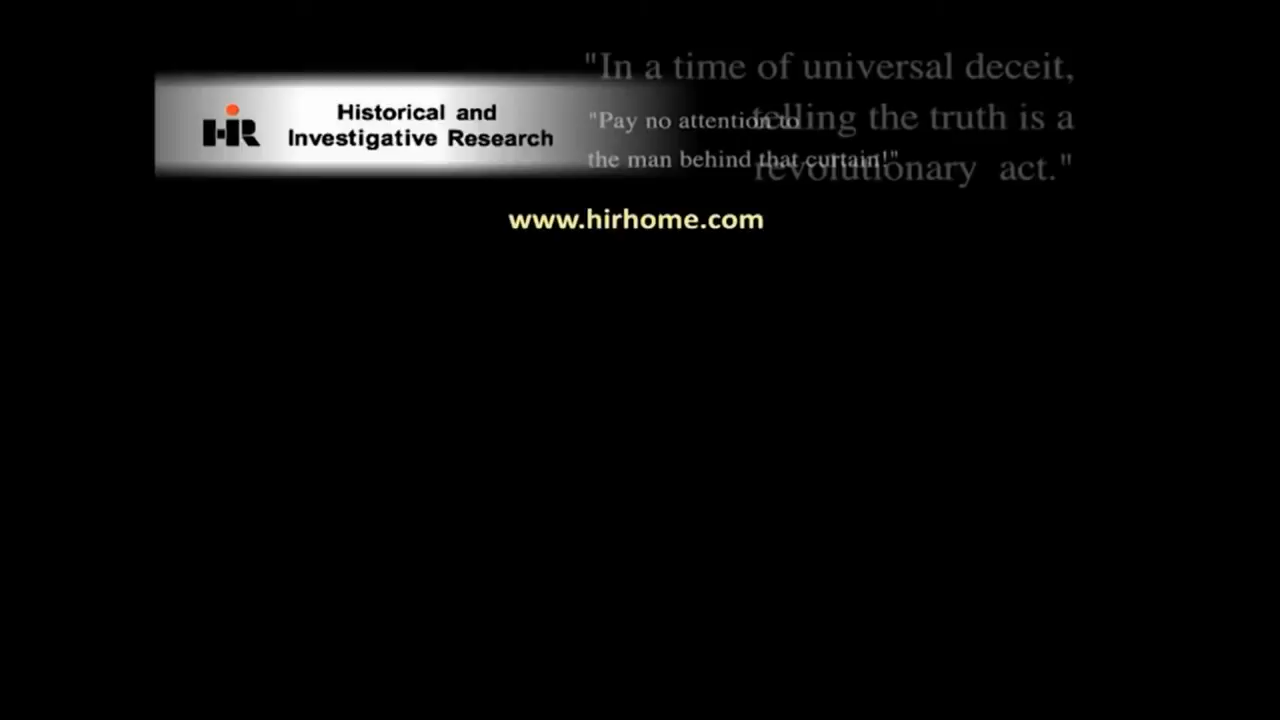 HIR
Historical and
Investigative Research
"In a time of universal deceit,
telling the truth is a
revolutionary act."
"Pay no attention to
the man behind that curtain!"
www.hirhome.com